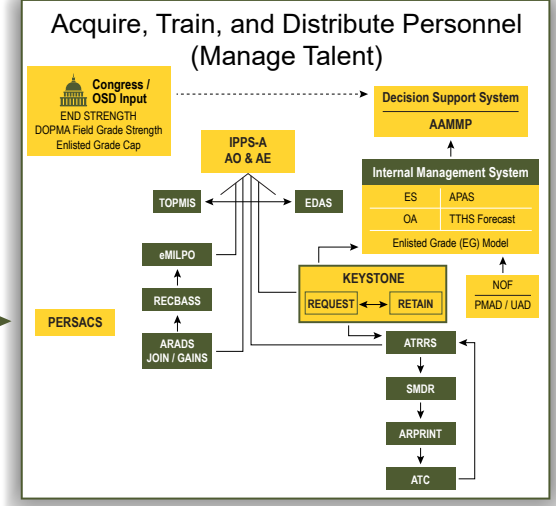 Acquire, Train, and Distribute Personnel
(Manage Talent)
Congress /
OSD Input
END STRENGTH
DOPMA Field Grade Strength
Enlisted Grade Cap
Decision Support System
AAMMP
IPPS-A
AO & AE
Internal Management System
ES APAS
OA TTHS Forecast
Enlisted Grade (EG) Model
TOPMIS
EDAS
eMILPO
KEYSTONE
REQUEST RETAIN
NOF
PMAD / UAD
RECBASS
PERSACS
ARADS
JOIN / GAINS
ATRRS
SMDR
ARPRINT
ATC